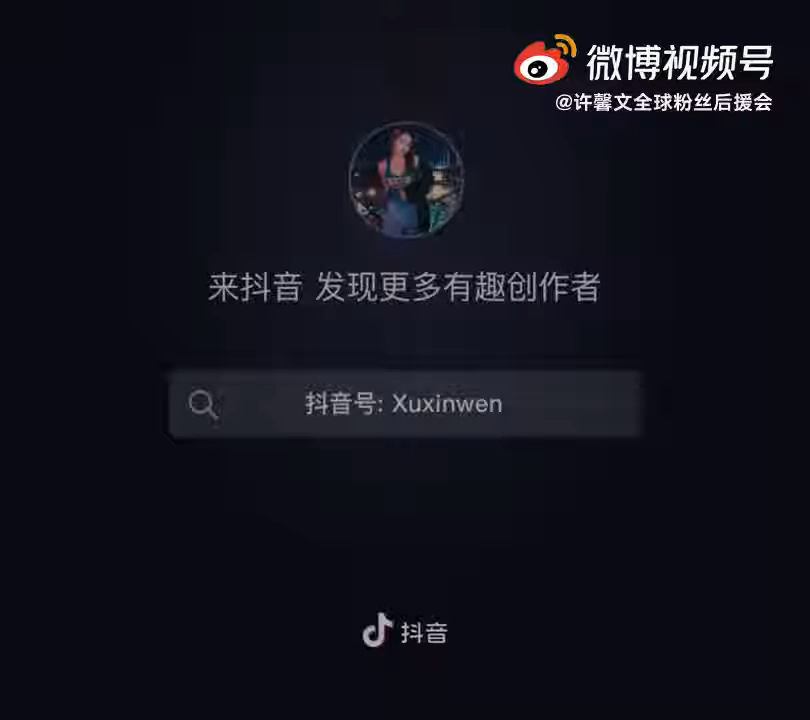 微博视频号
@许馨文全球粉丝后援会
来抖音 发现更多有趣创作者
抖音号: Xuxinwen
抖音